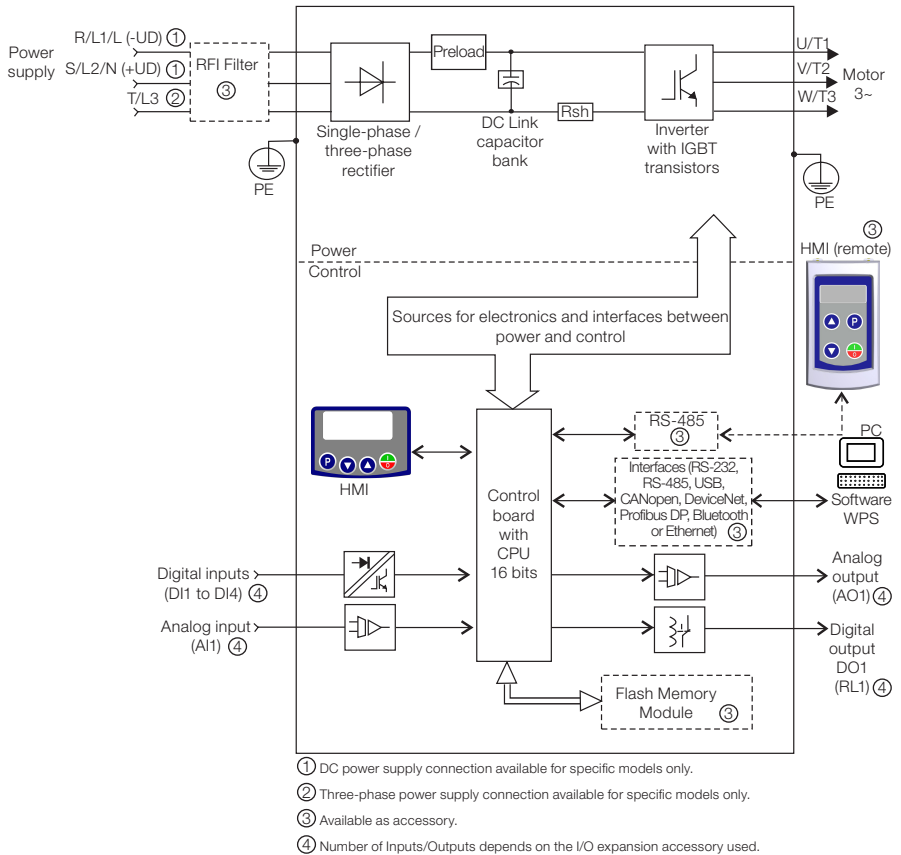 R/L1/L (-UD) ①
Power
supply
S/L2/N (+UD) ①
T/L3 ②
RFI Filter
③
PE
Single-phase /
three-phase
rectifier
Preload
DC Link
capacitor
bank
Rsh
Inverter
with IGBT
transistors
U/T1
V/T2
W/T3
Motor
3~
PE
Power
Control
③
HMI (remote)
P
I
0
Sources for electronics and interfaces between
power and control
P
I
0
HMI
Control
board
with
CPU
16 bits
RS-485
③
Interfaces (RS-232,
RS-485, USB,
CANopen, DeviceNet,
Profibus DP, Bluetooth
or Ethernet) ③
PC
Software
WPS
Digital inputs
(DI1 to DI4) ④
Analog input
(AI1) ④
Analog
output
(AO1) ④
Digital
output
DO1
(RL1) ④
Flash Memory
Module ③
① DC power supply connection available for specific models only.
② Three-phase power supply connection available for specific models only.
③ Available as accessory.
④ Number of Inputs/Outputs depends on the I/O expansion accessory used.